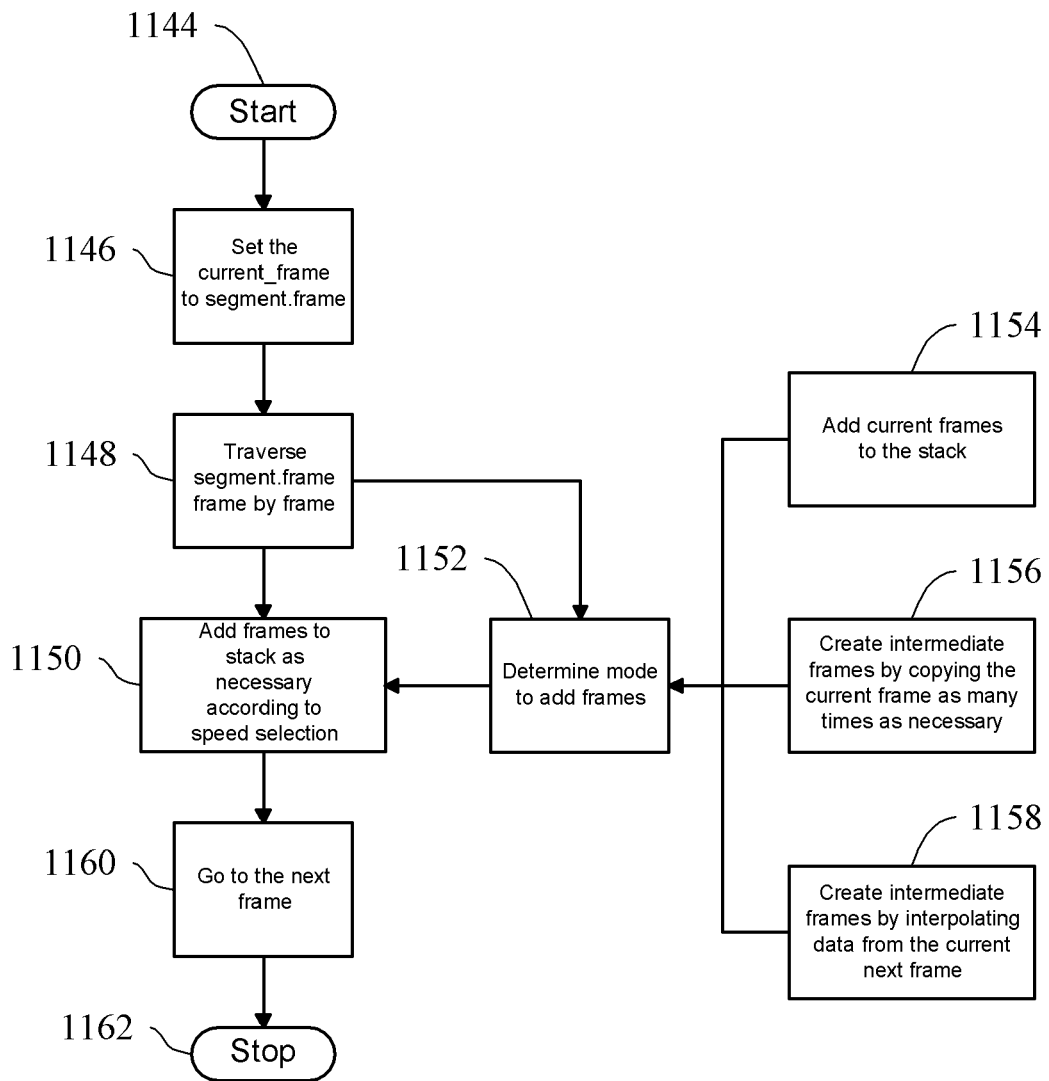 1144
Start
1146
Set the
current_frame
to segment.frame
1148
Traverse
segment.frame
frame by frame
1150
Add frames to
stack as
necessary
according to
speed selection
1152
Determine mode
to add frames
1154
Add current frames
to the stack
1156
Create intermediate
frames by copying the
current frame as many
times as necessary
1158
Create intermediate
frames by interpolating
data from the current
next frame
1160
Go to the next
frame
1162
Stop